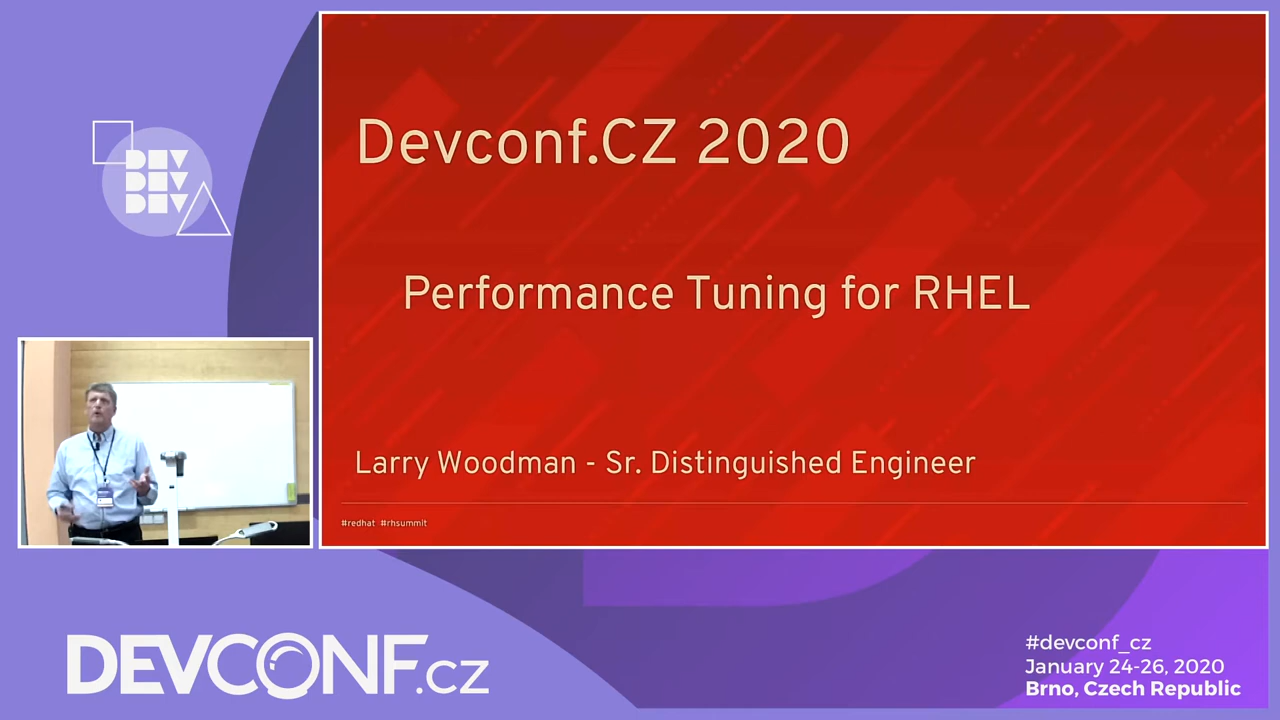 DEV
DEV
DEV
Devconf.CZ 2020
Performance Tuning for RHEL
Larry Woodman - Sr. Distinguished Engineer
#redhat #rhsummit
DEVCONF.cz
#devconf_cz
January 24-26, 2020
Brno, Czech Republic